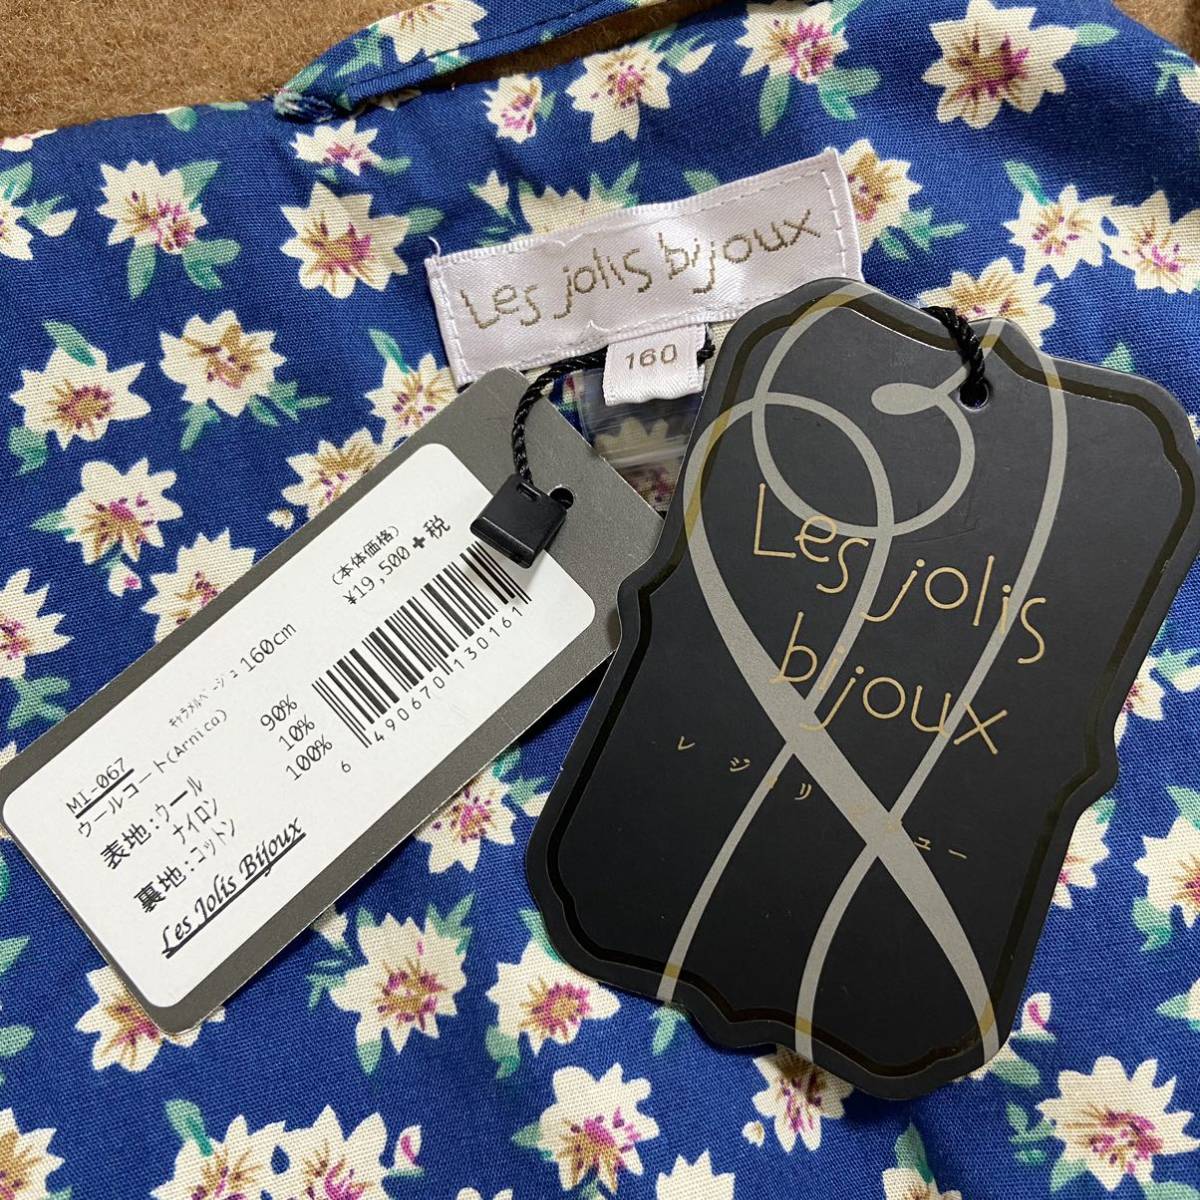 Les jolis bijoux
160
(本体価格)
¥19,500+税
4906701130161
6
MI-067
キャラメルベージュ 160cm
ウールコート(Arnica)
表地:ウール 90%
ナイロン 10%
裏地:コットン 100%
Les Jolis Bijoux
Les jolis
bijoux
レジョリビジュー